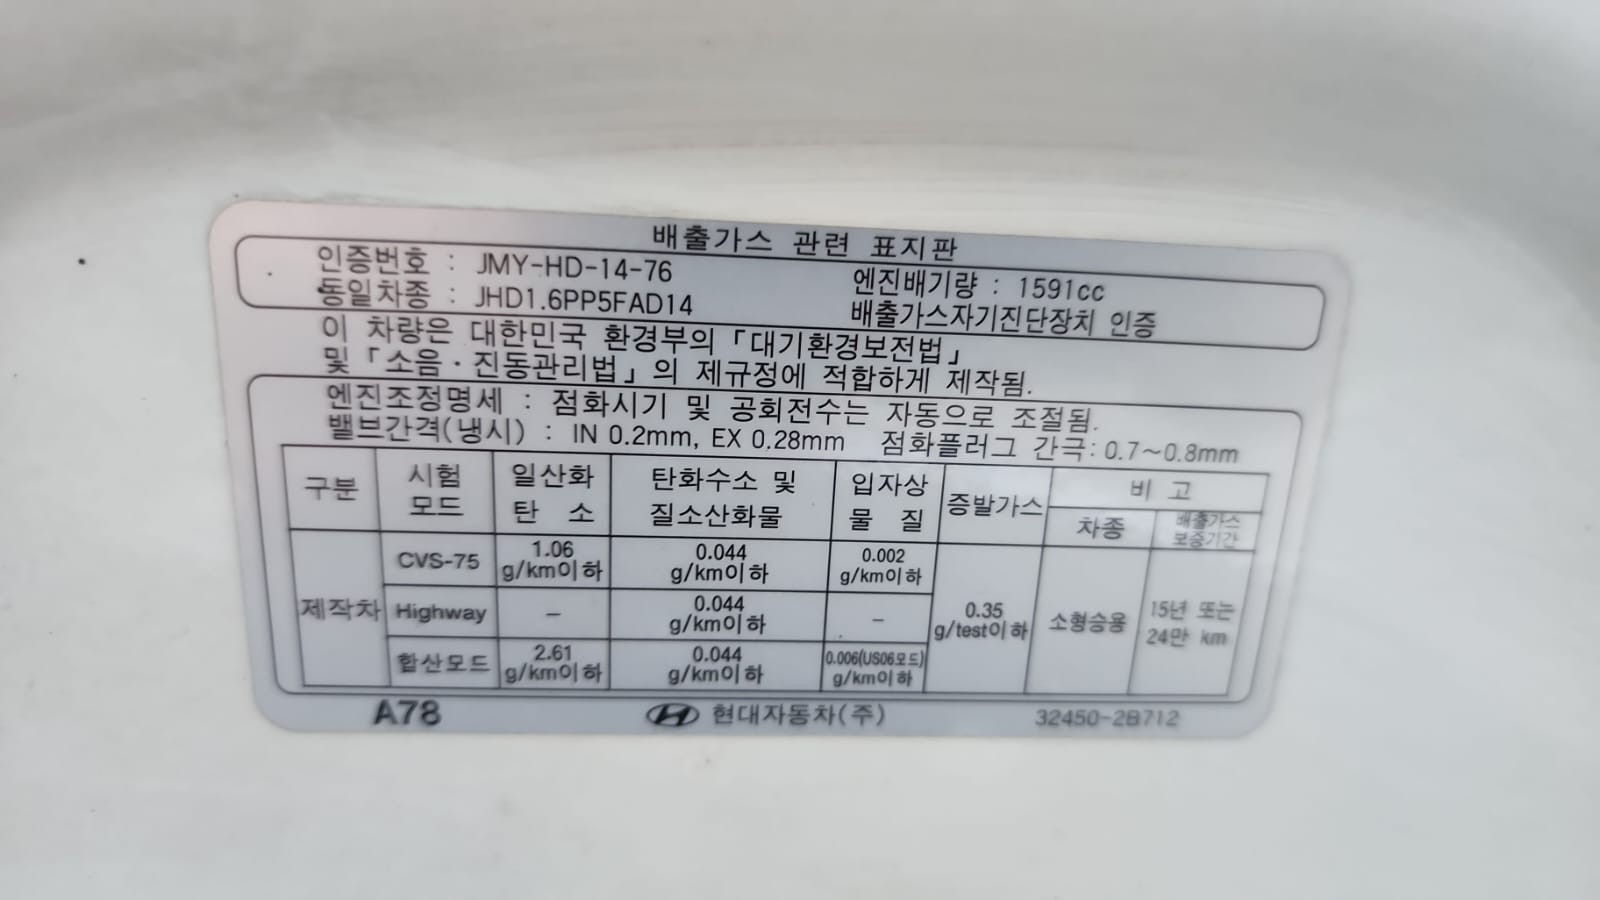 배출가스 관련 표지판
인증번호 : JMY-HD-14-76 엔진배기량 : 1591cc
동일차종 : JHD1.6PP5FAD14 배출가스자기진단장치 인증
이 차량은 대한민국 환경부의 「대기환경보전법」
및 「소음·진동관리법」의 제규정에 적합하게 제작됨.
엔진조정명세 : 점화시기 및 공회전수는 자동으로 조절됨.
밸브간격(냉시) : IN 0.2mm, EX 0.28mm 점화플러그 간극: 0.7~0.8mm
구분 시험모드 일산화탄소 탄화수소 및 질소산화물 입자상물질 증발가스 비고
차종 배출가스 보증기간
제작차 CVS-75 1.06 g/km이하 0.044 g/km이하 0.002 g/km이하 0.35 g/test이하 소형승용 15년 또는 24만 km
Highway – 0.044 g/km이하 –
합산모드 2.61 g/km이하 0.044 g/km이하 0.006(US06모드) g/km이하
A78 현대자동차(주) 32450-2B712